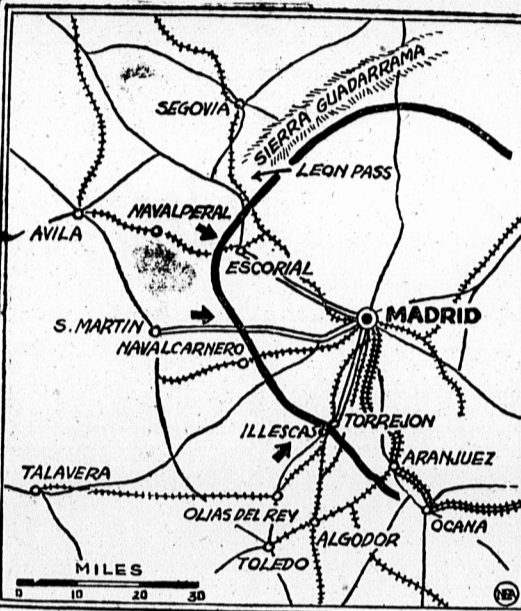 SEGOVIA
SIERRA GUADARRAMA
LEON PASS
NAVALPERAL
AVILA
ESCORIAL
MADRID
S. MARTIN
NAVALCARNERO
ILLESCAS
TORREJON
ARANJUEZ
TALAVERA
OLIAS DEL REY
OCANA
ALGODOR
TOLEDO
MILES
0 10 20 30
NEA